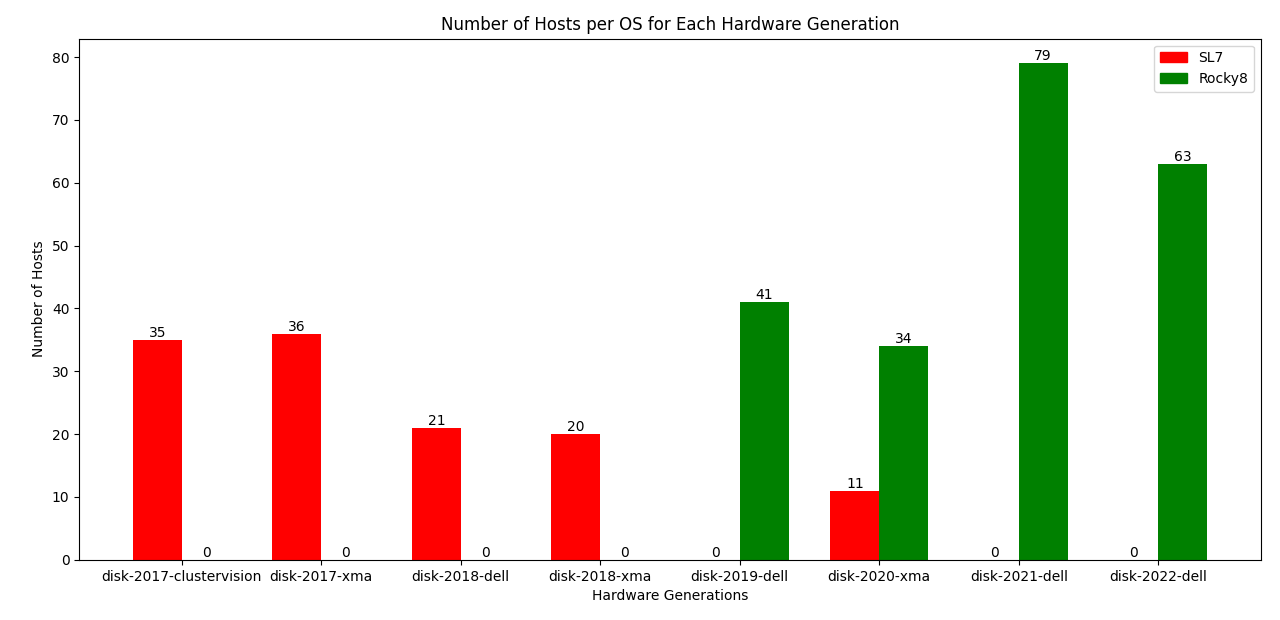 Number of Hosts per OS for Each Hardware Generation
SL7
Rocky8
Number of Hosts
80
70
60
50
40
30
20
10
0
35
0
36
0
21
0
20
0
0
41
11
34
0
79
0
63
disk-2017-clustervision
disk-2017-xma
disk-2018-dell
disk-2018-xma
disk-2019-dell
disk-2020-xma
disk-2021-dell
disk-2022-dell
Hardware Generations